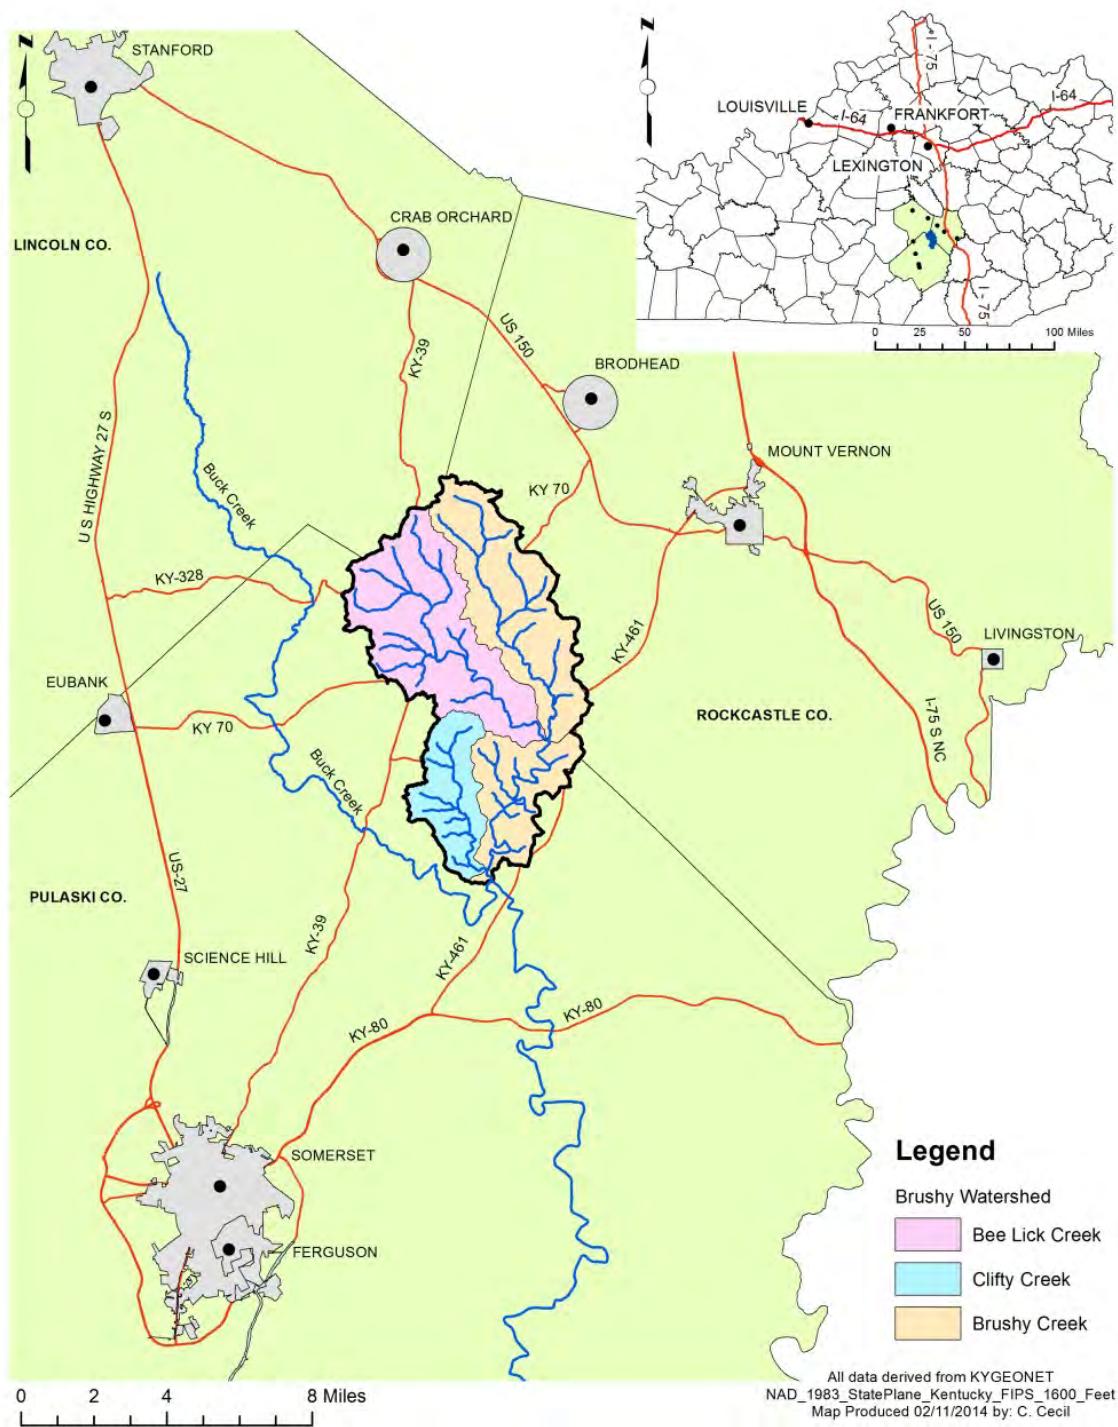 N
STANFORD
N
I-75
I-64
LOUISVILLE
I-64
FRANKFORT
LEXINGTON
I-75
0 25 50 100 Miles
CRAB ORCHARD
LINCOLN CO.
US 150
KY-39
BRODHEAD
U S HIGHWAY 27 S
Buck Creek
MOUNT VERNON
KY 70
KY-328
US 150
LIVINGSTON
KY-461
EUBANK
KY 70
ROCKCASTLE CO.
I-75 S NC
Buck Creek
US-27
PULASKI CO.
KY-39
KY-461
SCIENCE HILL
KY-80
KY-80
SOMERSET
FERGUSON
Legend
Brushy Watershed
Bee Lick Creek
Clifty Creek
Brushy Creek
0 2 4 8 Miles
All data derived from KYGEONET
NAD_1983_StatePlane_Kentucky_FIPS_1600_Feet
Map Produced 02/11/2014 by: C. Cecil